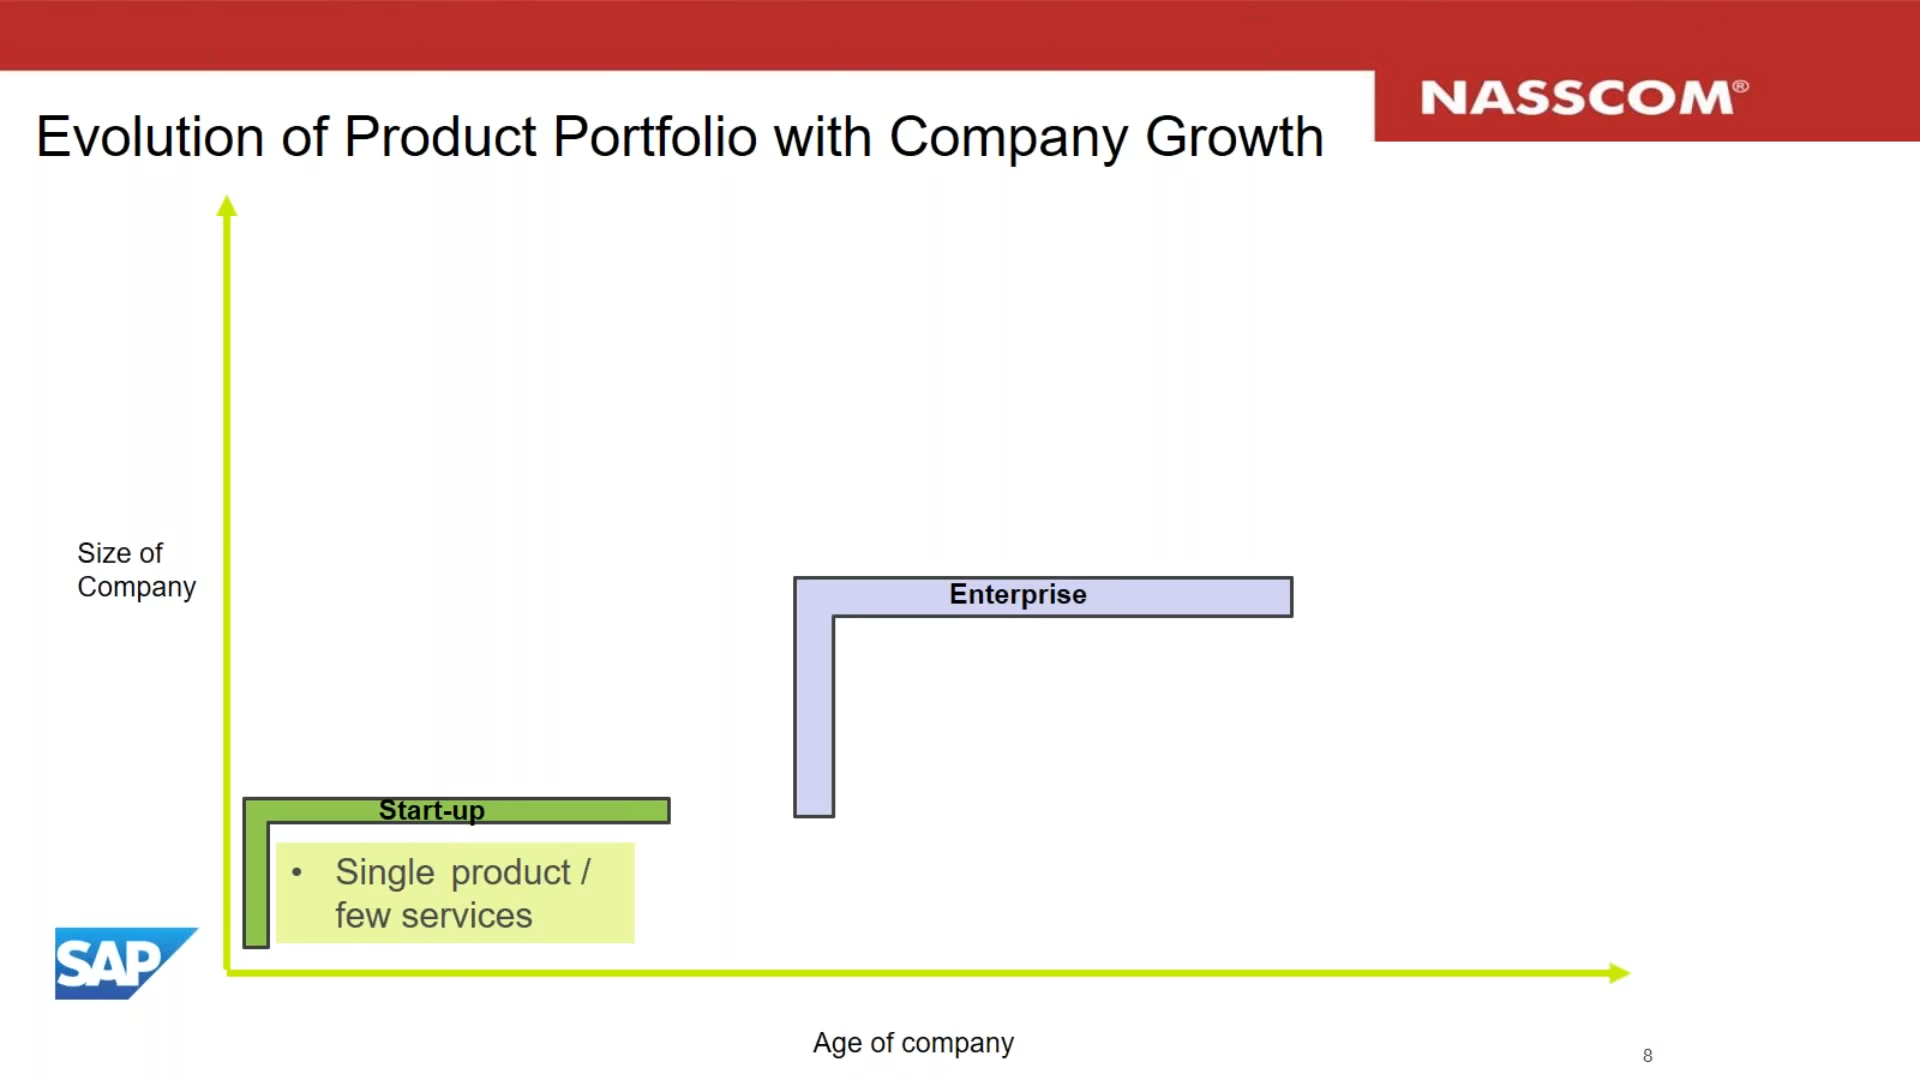 NASSCOM®
Evolution of Product Portfolio with Company Growth
Size of
Company
Enterprise
Start-up
• Single product /
few services
SAP
Age of company
8